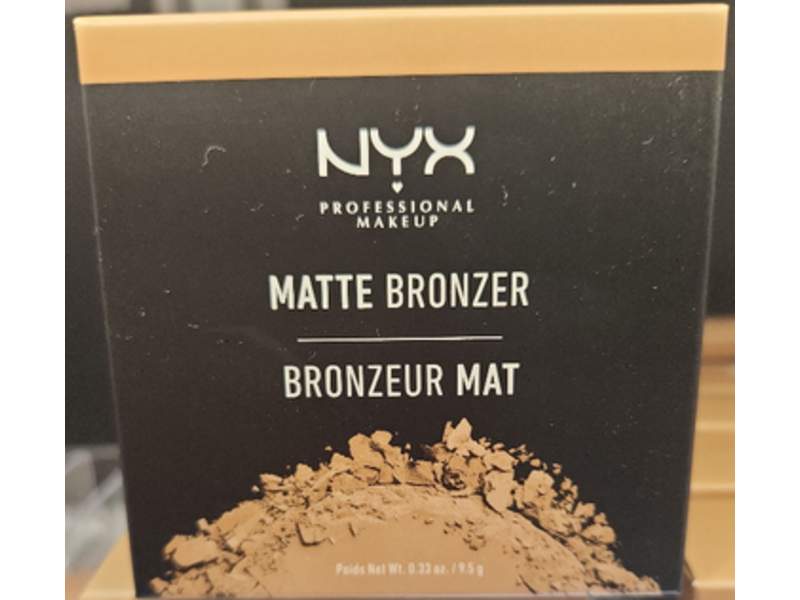 NYX
PROFESSIONAL
MAKEUP
MATTE BRONZER
BRONZEUR MAT
Poids Net Wt. 0.33 oz. / 9.5 g